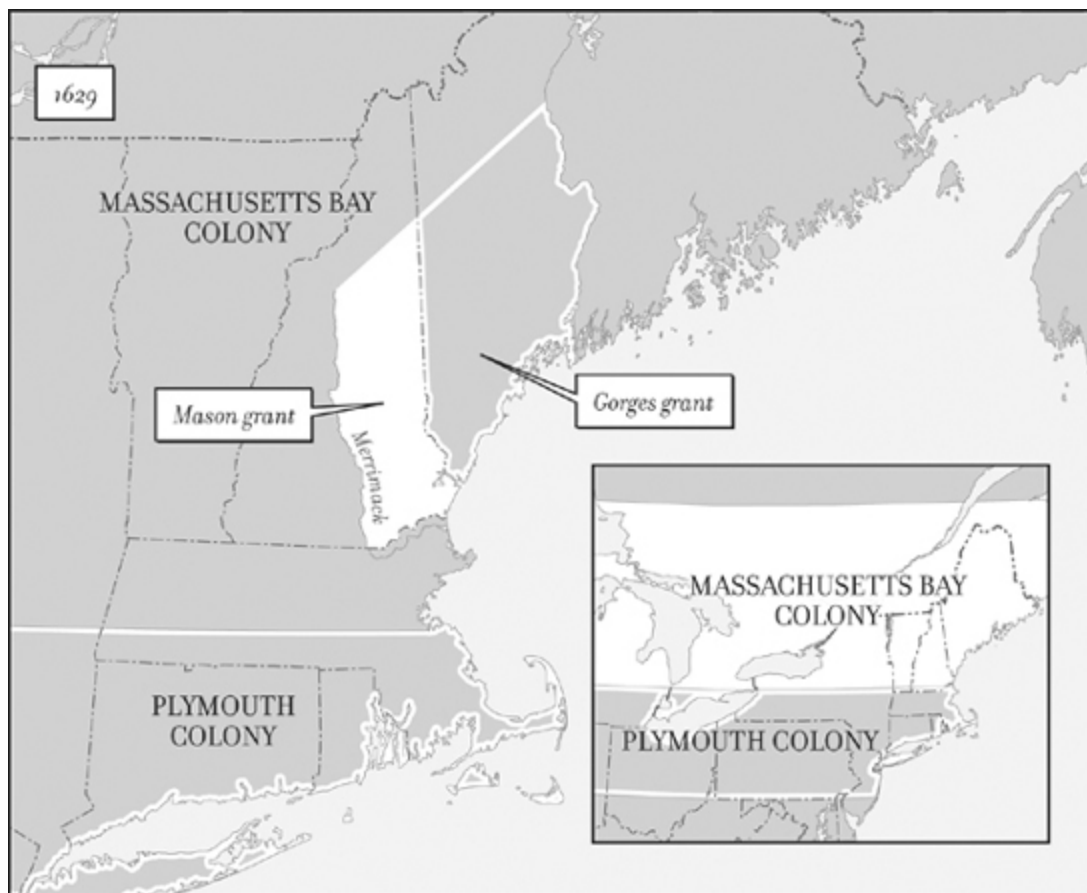 1629
MASSACHUSETTS BAY
COLONY
Mason grant
Gorges grant
Merrimack
PLYMOUTH
COLONY
MASSACHUSETTS BAY
COLONY
PLYMOUTH COLONY